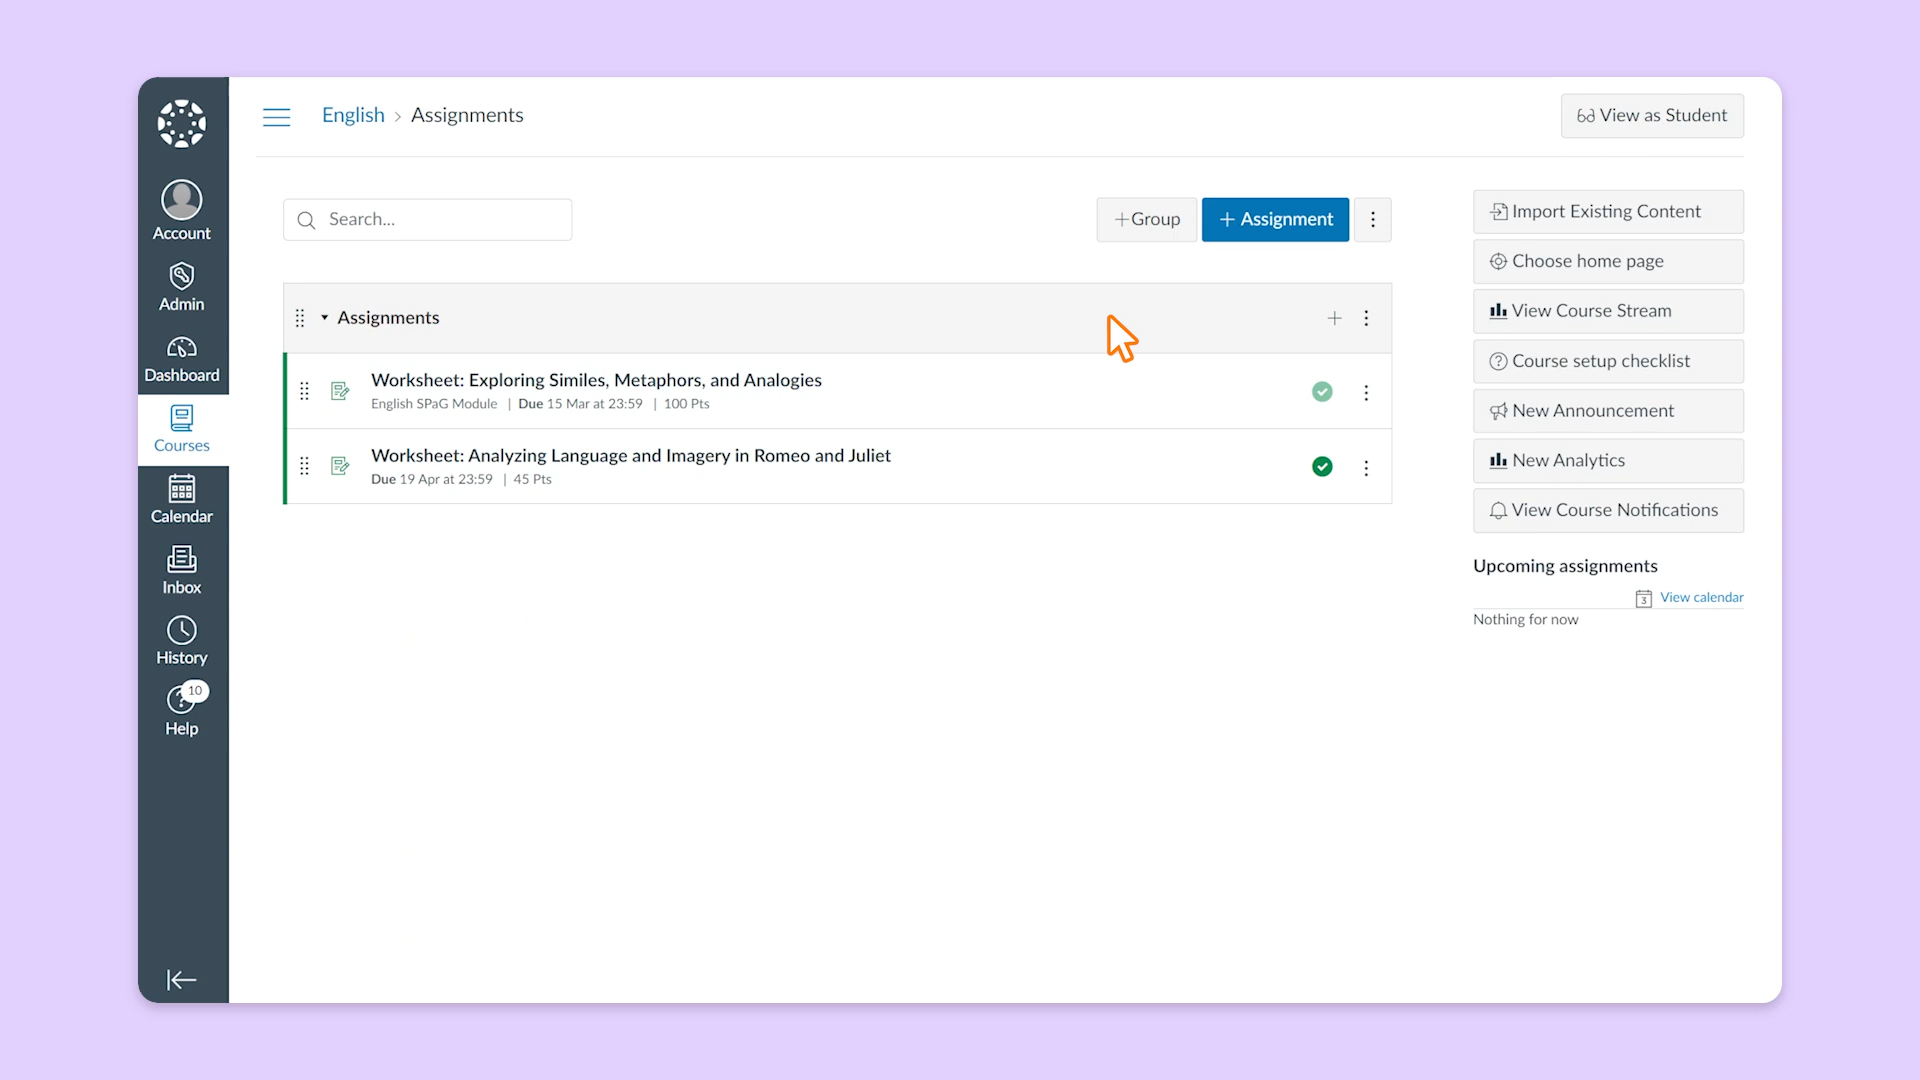 English › Assignments
View as Student
Account
Admin
Dashboard
Courses
Calendar
Inbox
History
10
Help
Search...
+Group
+ Assignment
Assignments
Worksheet: Exploring Similes, Metaphors, and Analogies
English SPaG Module | Due 15 Mar at 23:59 | 100 Pts
Worksheet: Analyzing Language and Imagery in Romeo and Juliet
Due 19 Apr at 23:59 | 45 Pts
Import Existing Content
Choose home page
View Course Stream
Course setup checklist
New Announcement
New Analytics
View Course Notifications
Upcoming assignments
3 View calendar
Nothing for now